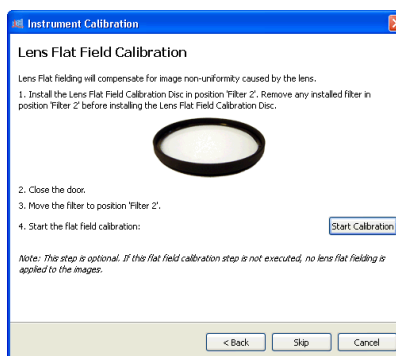 Instrument Calibration
Lens Flat Field Calibration
Lens Flat fielding will compensate for image non-uniformity caused by the lens.
1. Install the Lens Flat Field Calibration Disc in position 'Filter 2'. Remove any installed filter in
position 'Filter 2' before installing the Lens Flat Field Calibration Disc.
2. Close the door.
3. Move the filter to position 'Filter 2'.
4. Start the flat field calibration:
Start Calibration
Note: This step is optional. If this flat field calibration step is not executed, no lens flat fielding is
applied to the images.
< Back
Skip
Cancel